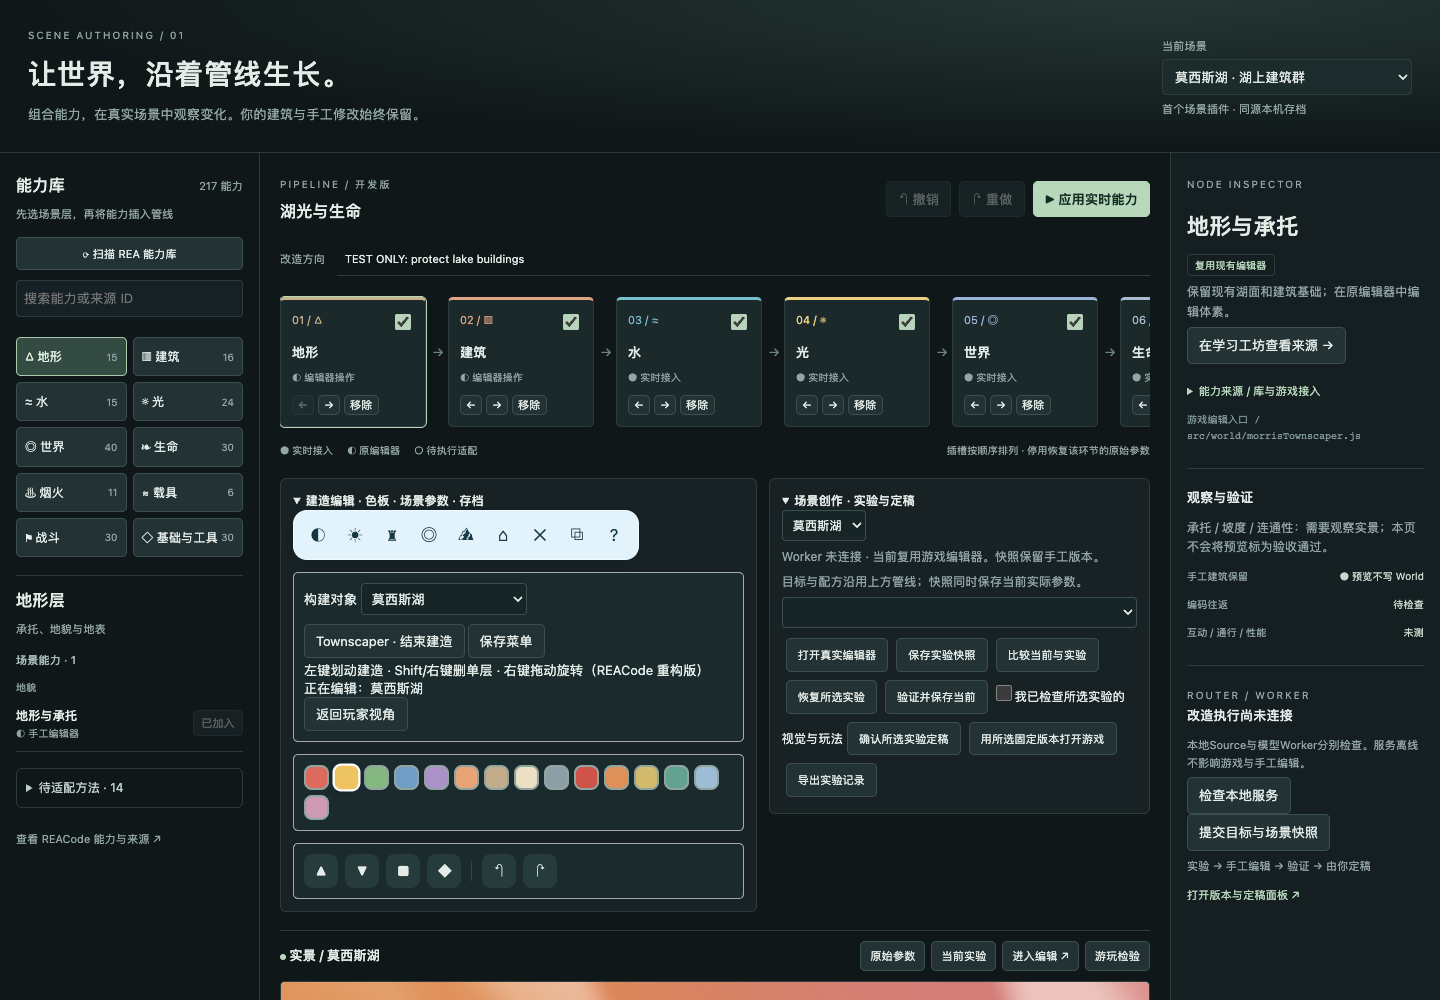 SCENE AUTHORING / 01
让世界，沿着管线生长。
组合能力，在真实场景中观察变化。你的建筑与手工修改始终保留。
当前场景
莫西斯湖 · 湖上建筑群
首个场景插件 · 同源本机存档
能力库
217 能力
先选场景层，再将能力插入管线
⟳ 扫描 REA 能力库
搜索能力或来源 ID
△ 地形 15
▥ 建筑 16
≈ 水 15
☀ 光 24
◎ 世界 40
❧ 生命 30
♨ 烟火 11
≋ 载具 6
⚑ 战斗 30
◇ 基础与工具 30
地形层
承托、地貌与地表
场景能力 · 1
地貌
地形与承托
◐ 手工编辑器
已加入
▶ 待适配方法 · 14
查看 REACode 能力与来源 ↗
PIPELINE / 开发版
湖光与生命
↶ 撤销
↷ 重做
▶ 应用实时能力
改造方向
TEST ONLY: protect lake buildings
01 / △
地形
◐ 编辑器操作
← → 移除
→
02 / ▥
建筑
◐ 编辑器操作
← → 移除
→
03 / ≈
水
● 实时接入
← → 移除
→
04 / ☀
光
● 实时接入
← → 移除
→
05 / ◎
世界
● 实时接入
← → 移除
→
06 /
● 实时接入 ◐ 原编辑器 ○ 待执行适配
插槽按顺序排列 · 停用恢复该环节的原始参数
▼ 建造编辑 · 色板 · 场景参数 · 存档
?
构建对象 莫西斯湖
Townscaper · 结束建造
保存菜单
左键划动建造 · Shift/右键删单层 · 右键拖动旋转（REACode 重构版）
正在编辑：莫西斯湖
返回玩家视角
▼ 场景创作 · 实验与定稿
莫西斯湖
Worker 未连接 · 当前复用游戏编辑器。快照保留手工版本。
目标与配方沿用上方管线；快照同时保存当前实际参数。
打开真实编辑器
保存实验快照
比较当前与实验
恢复所选实验
验证并保存当前
我已检查所选实验的
视觉与玩法
确认所选实验定稿
用所选固定版本打开游戏
导出实验记录
● 实景 / 莫西斯湖
原始参数
当前实验
进入编辑 ↗
游玩检验
NODE INSPECTOR
地形与承托
复用现有编辑器
保留现有湖面和建筑基础；在原编辑器中编
辑体素。
在学习工坊查看来源 →
▶ 能力来源 / 库与游戏接入
游戏编辑入口 /
src/world/morrisTownscaper.js
观察与验证
承托 / 坡度 / 连通性：需要观察实景；本页
不会将预览标为验收通过。
手工建筑保留
● 预览不写 World
编码往返
待检查
互动 / 通行 / 性能
未测
ROUTER / WORKER
改造执行尚未连接
本地Source与模型Worker分别检查。服务离线
不影响游戏与手工编辑。
检查本地服务
提交目标与场景快照
实验 → 手工编辑 → 验证 → 由你定稿
打开版本与定稿面板 ↗